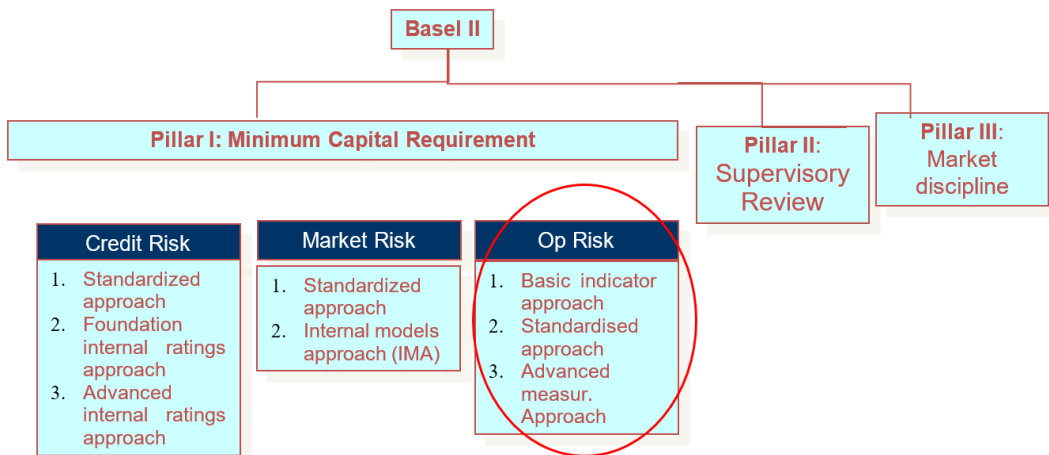 Basel II
Pillar I: Minimum Capital Requirement
Pillar II:
Supervisory
Review
Pillar III:
Market
discipline
Credit Risk
1. Standardized
approach
2. Foundation
internal ratings
approach
3. Advanced
internal ratings
approach
Market Risk
1. Standardized
approach
2. Internal models
approach (IMA)
Op Risk
1. Basic indicator
approach
2. Standardised
approach
3. Advanced
measur.
Approach